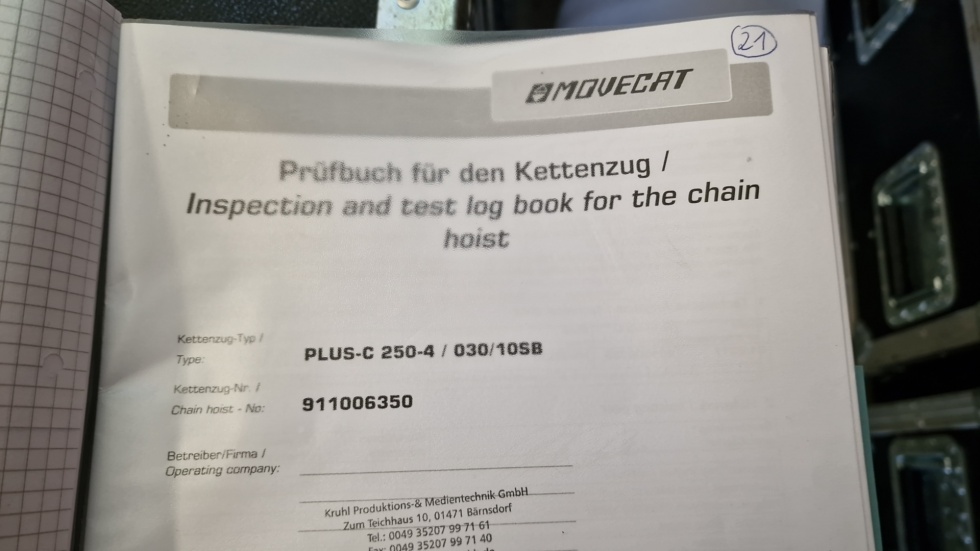 21
MOVECAT
Prüfbuch für den Kettenzug /
Inspection and test log book for the chain
hoist
Kettenzug-Typ /
Type:
PLUS-C 250-4 / 030/10SB
Kettenzug-Nr. /
Chain hoist - No:
911006350
Betreiber/Firma /
Operating company:
Kruhl Produktions-& Medientechnik GmbH
Zum Teichhaus 10, 01471 Bärnsdorf
Tel.: 0049 35207 99 71 61
Fax: 0049 35207 99 71 40